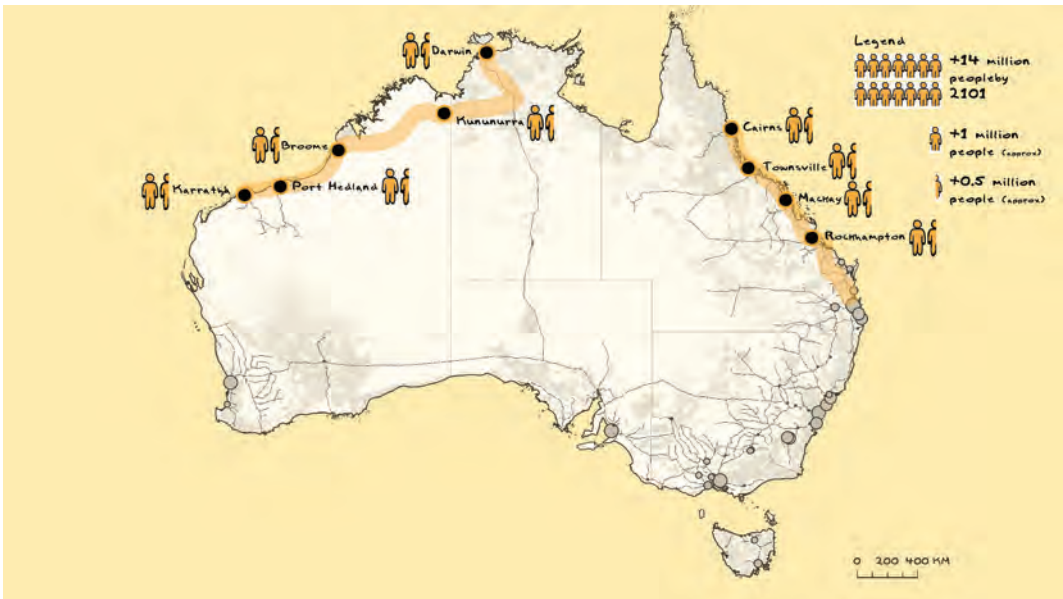 Legend
+14 million
peopleby
2101
+1 million
people (approx)
+0.5 million
people (approx)
Darwin
Kununurra
Broome
Karratha
Port Hedland
Cairns
Townsville
Mackay
Rockhampton
0 200 400 KM